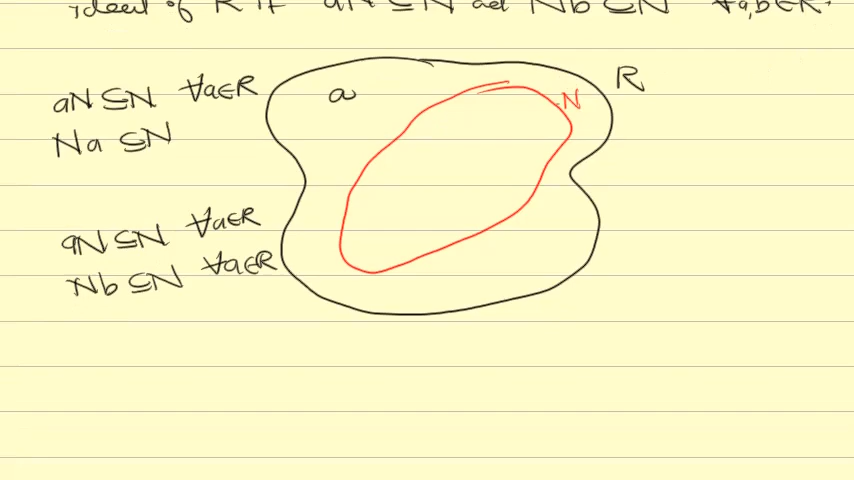 ideal of R if aN ⊆ N and Nb ⊆ N ∀a,b∈R.
aN ⊆ N ∀a∈R
Na ⊆ N
a
N
R
aN ⊆ N ∀a∈R
Nb ⊆ N ∀a∈R